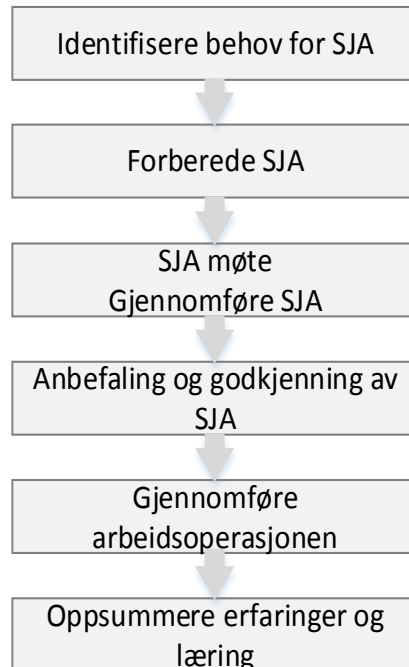 Identifisere behov for SJA
Forberede SJA
SJA møte
Gjennomføre SJA
Anbefaling og godkjenning av
SJA
Gjennomføre
arbeidsoperasjonen
Oppsummere erfaringer og
læring